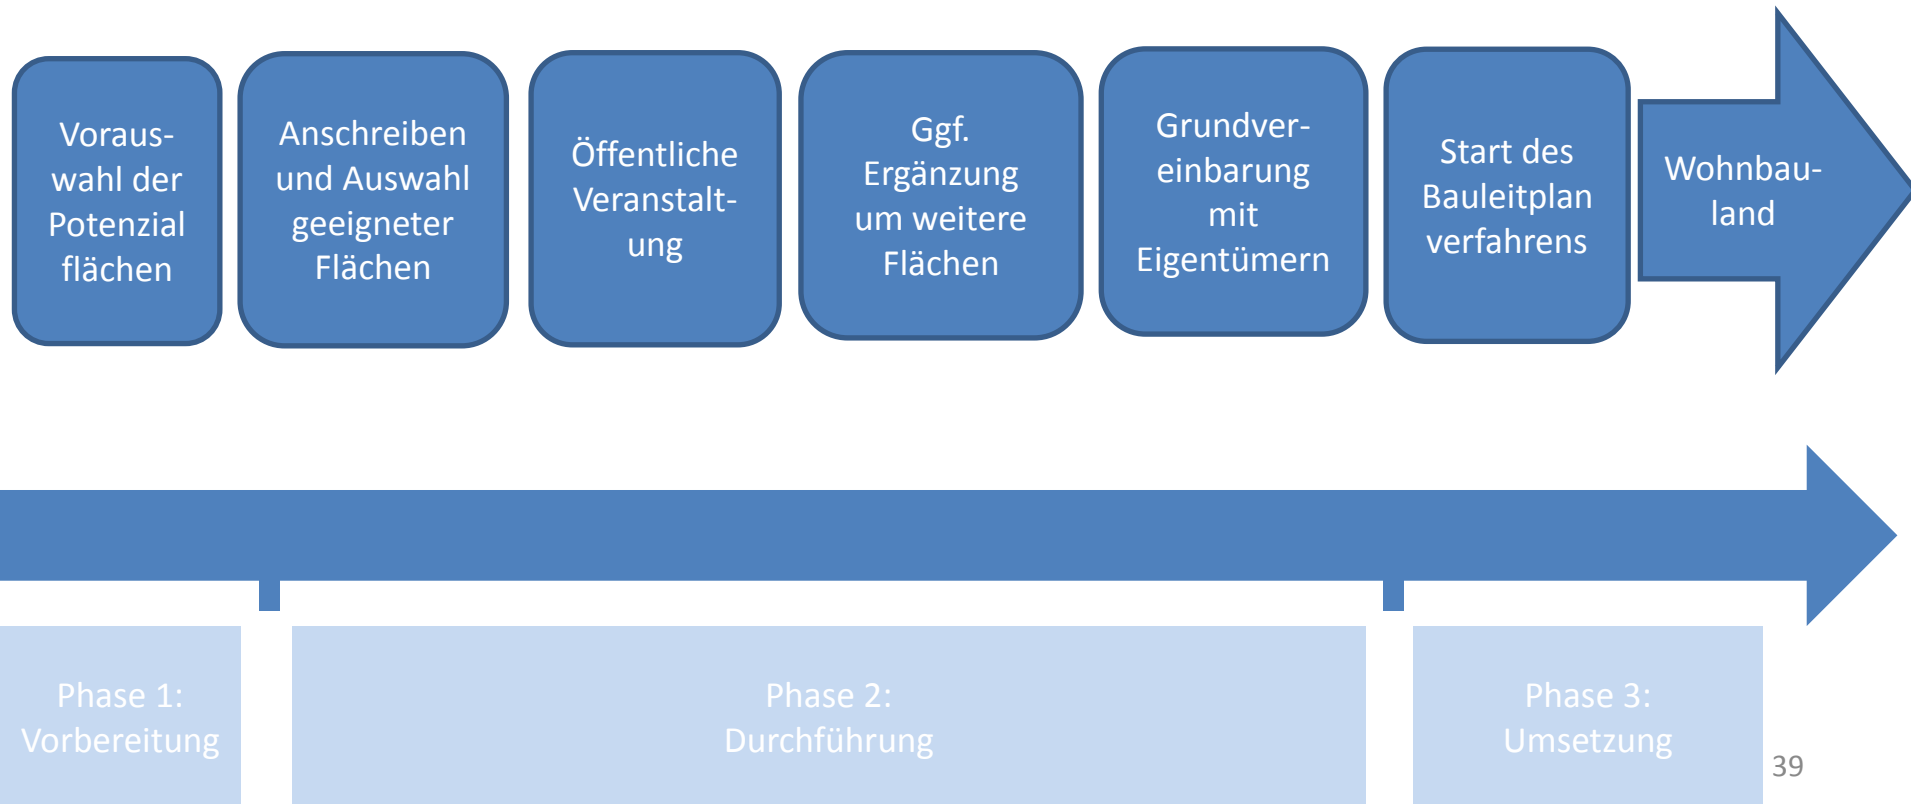 Voraus-
wahl der
Potenzial
flächen
Anschreiben
und Auswahl
geeigneter
Flächen
Öffentliche
Veranstalt-
ung
Ggf.
Ergänzung
um weitere
Flächen
Grundver-
einbarung
mit
Eigentümern
Start des
Bauleitplan
verfahrens
Wohnbau-
land
Phase 1:
Vorbereitung
Phase 2:
Durchführung
Phase 3:
Umsetzung
39